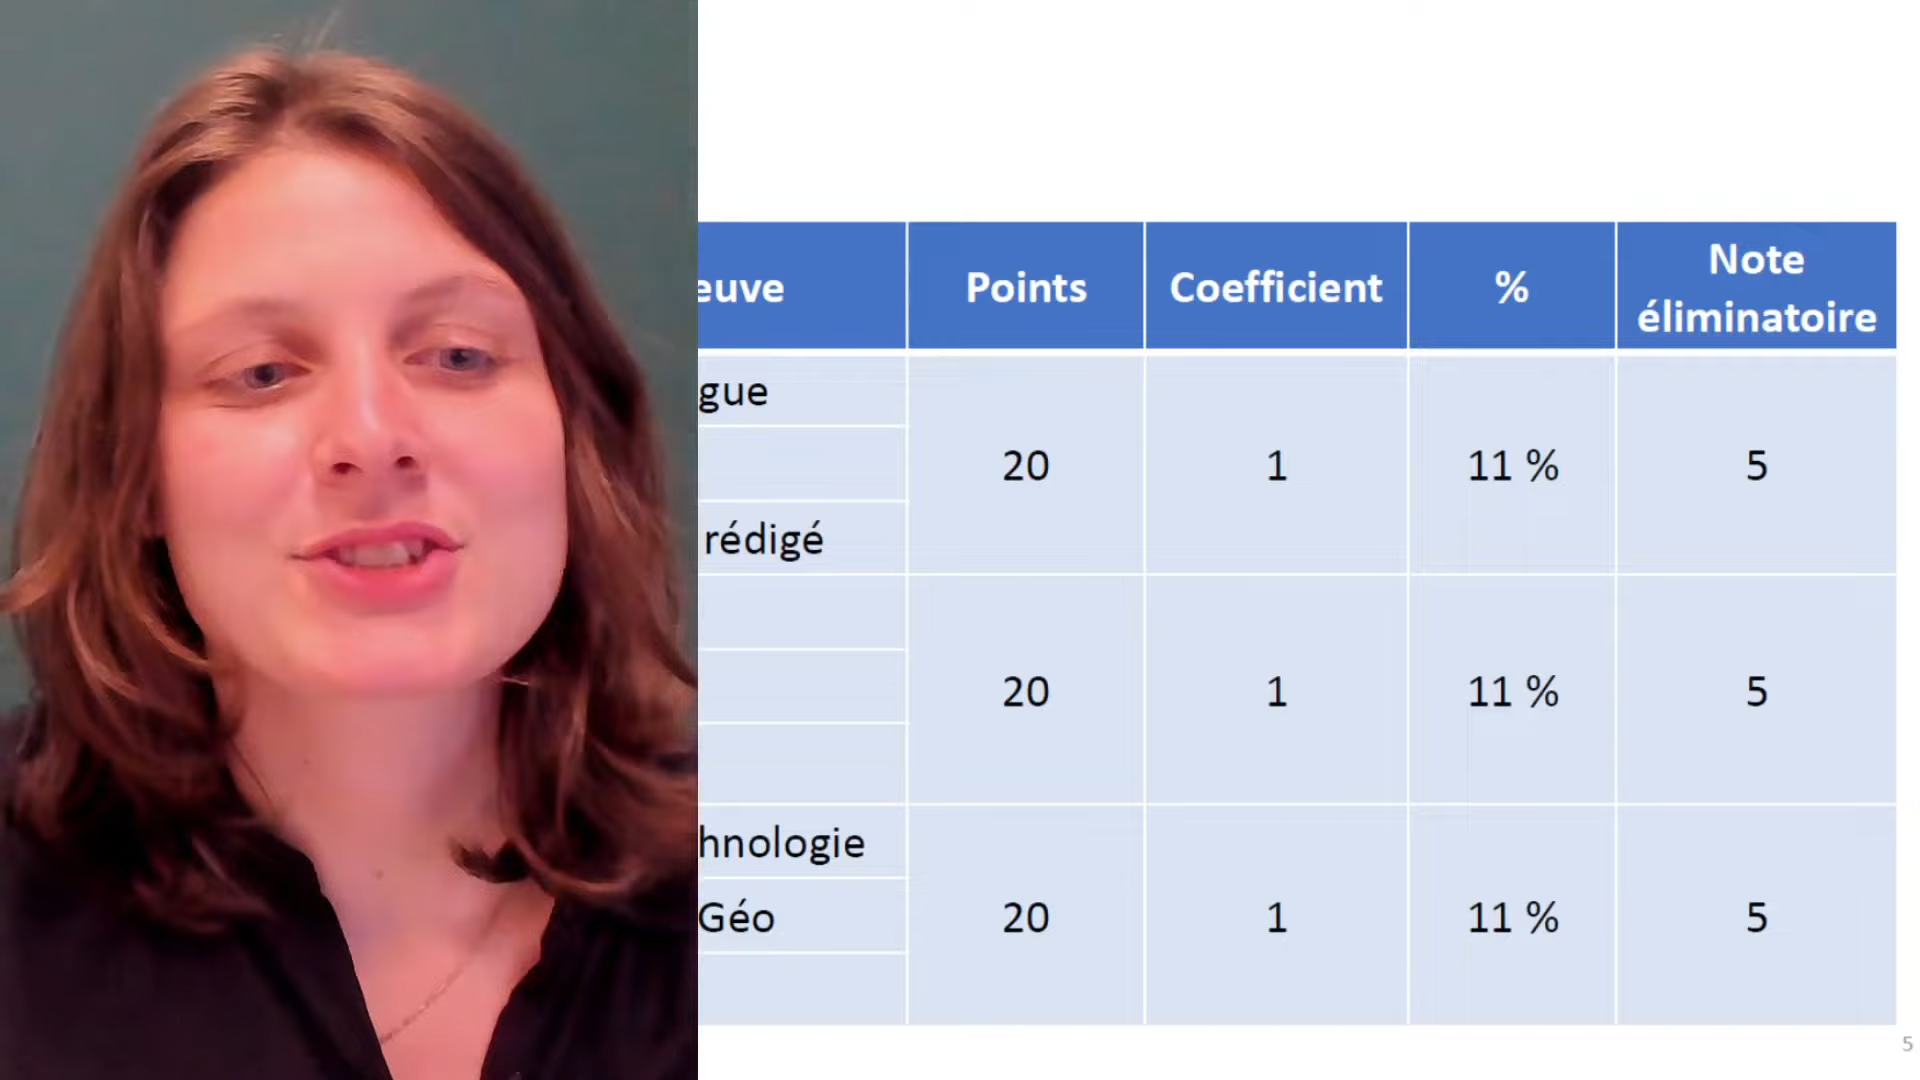 euve Points Coefficient % Note éliminatoire
gue
rédigé
20 1 11 % 5
20 1 11 % 5
hnologie
Géo
20 1 11 % 5
5